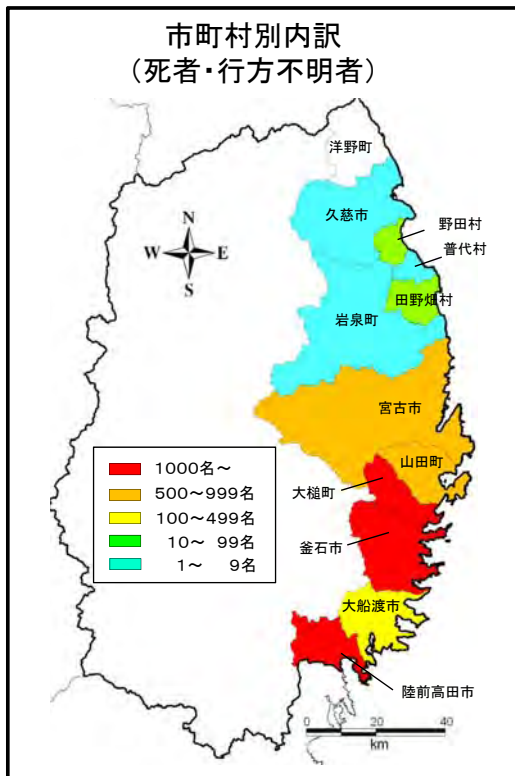 市町村別内訳
（死者・行方不明者）
洋野町
久慈市
野田村
普代村
N
W E
S
田野畑村
岩泉町
宮古市
山田町
1000名～
500～999名
大槌町
100～499名
10～ 99名
釜石市
1～ 9名
大船渡市
陸前高田市
0 20 40
km